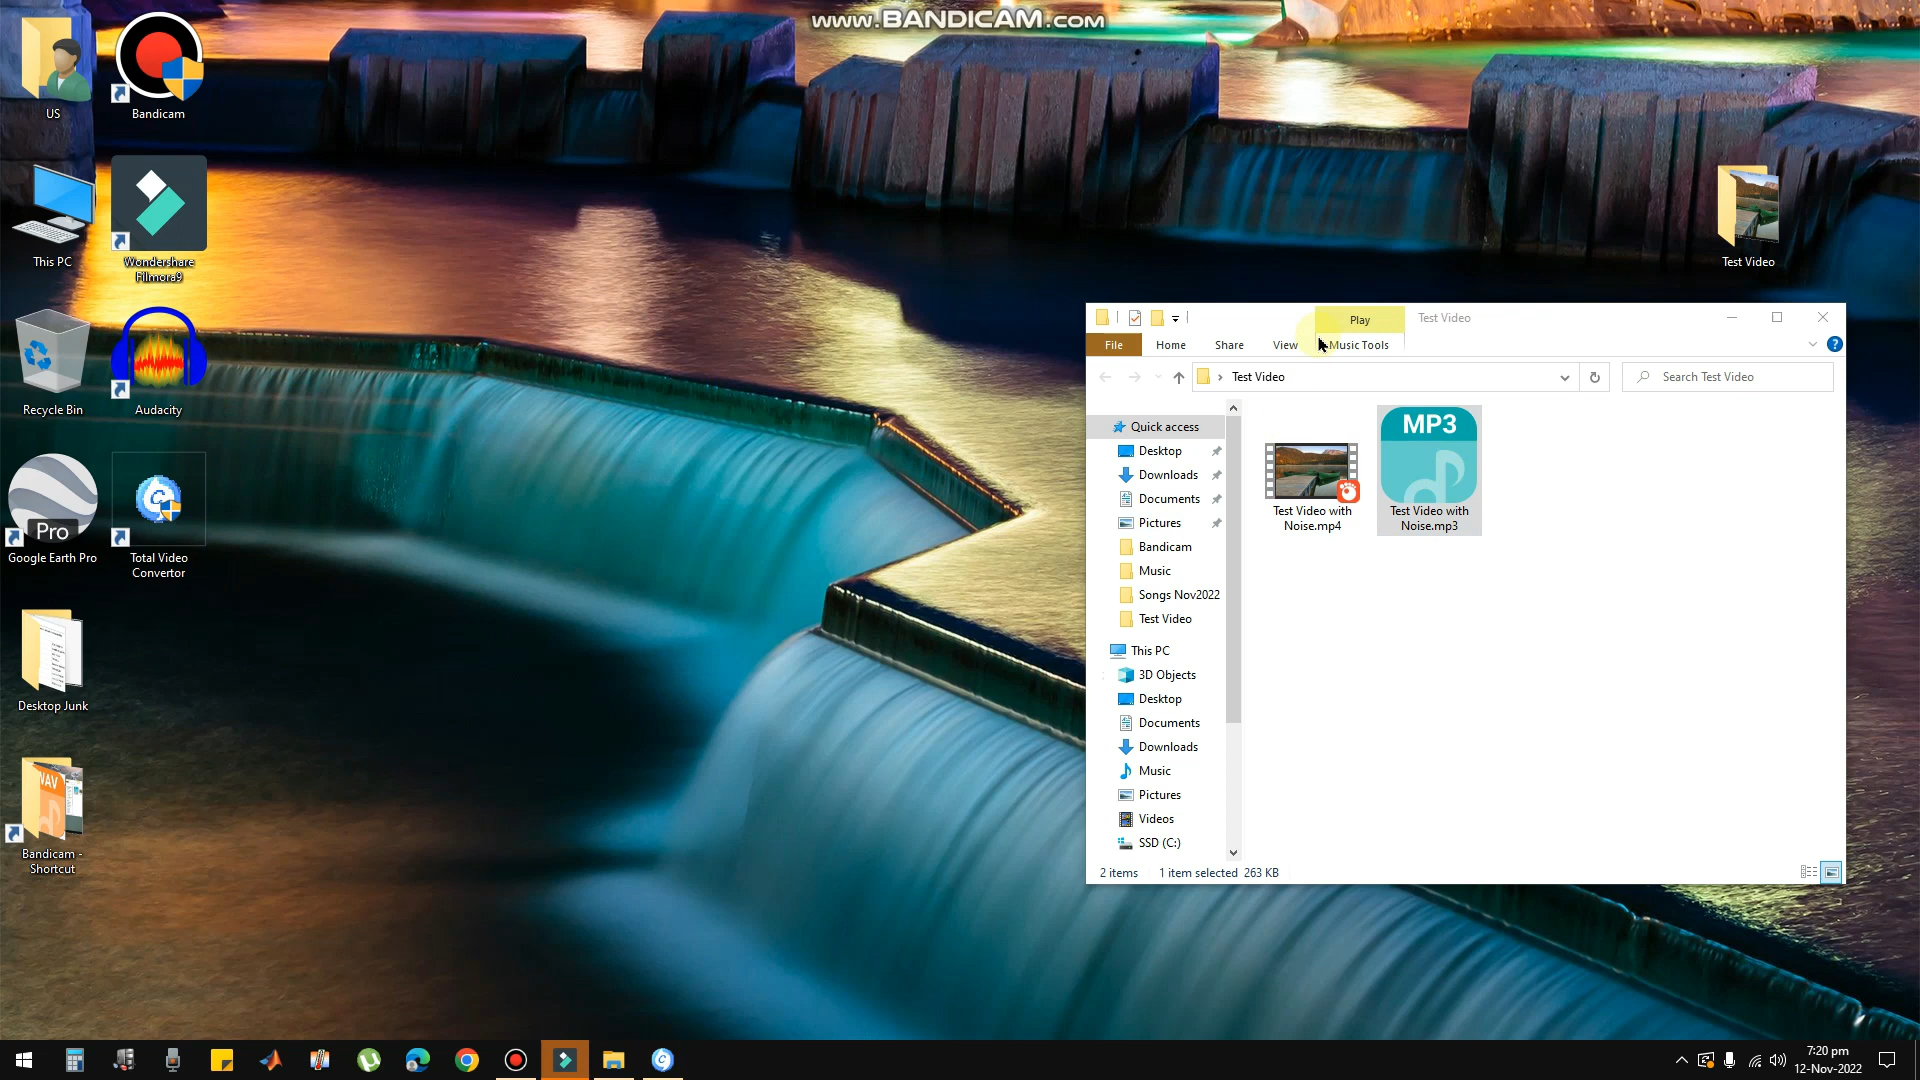 www.BANDICAM.com
US
Bandicam
This PC
Wondershare
Filmora9
Recycle Bin
Audacity
Pro
Google Earth Pro
Total Video
Convertor
Desktop Junk
WAV
Bandicam -
Shortcut
Test Video
Play
Test Video
File
Home
Share
View
Music Tools
Test Video
Search Test Video
Quick access
Desktop
Downloads
Documents
Pictures
Bandicam
Music
Songs Nov2022
Test Video
This PC
3D Objects
Desktop
Documents
Downloads
Music
Pictures
Videos
SSD (C:)
Test Video with
Noise.mp4
MP3
Test Video with
Noise.mp3
2 items
1 item selected 263 KB
7:20 pm
12-Nov-2022